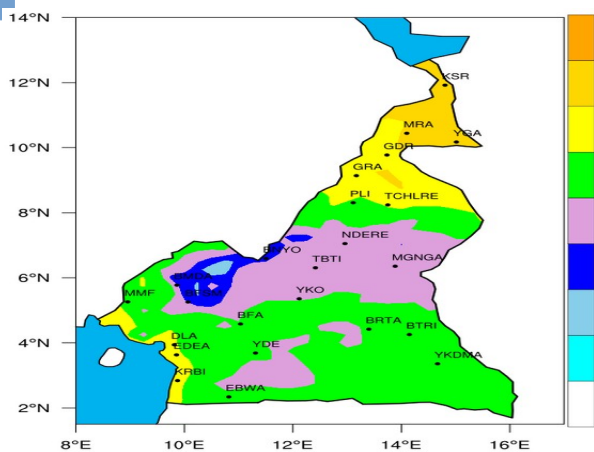 14°N
KSR
12°N
MRA
YGA
10°N
GDR
GRA
PLI
TCHLRE
8°N
NDERE
BNYO
TBTI
MGNGA
6°N
YKO
MMF
BFA
BRTA
BTRI
4°N
DLA
EDEA
YDE
YKDMA
KRBI
EBWA
2°N
8°E 10°E 12°E 14°E 16°E